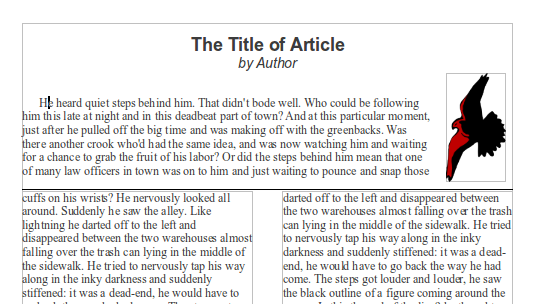 The Title of Article
by Author
He heard quiet steps behind him. That didn't bode well. Who could be following
him this late at night and in this deadbeat part of town? And at this particular moment,
just after he pulled off the big time and was making off with the greenbacks. Was
there another crook who'd had the same idea, and was now watching him and waiting
for a chance to grab the fruit of his labor? Or did the steps behind him mean that one
of many law officers in town was on to him and just waiting to pounce and snap those
cuffs on his wrists? He nervously looked all
around. Suddenly he saw the alley. Like
lightning he darted off to the left and
disappeared between the two warehouses almost
falling over the trash can lying in the middle of
the sidewalk. He tried to nervously tap his way
along in the inky darkness and suddenly
stiffened: it was a dead-end, he would have to
darted off to the left and disappeared between
the two warehouses almost falling over the trash
can lying in the middle of the sidewalk. He tried
to nervously tap his way along in the inky
darkness and suddenly stiffened: it was a dead-
end, he would have to go back the way he had
come. The steps got louder and louder, he saw
the black outline of a figure coming around the